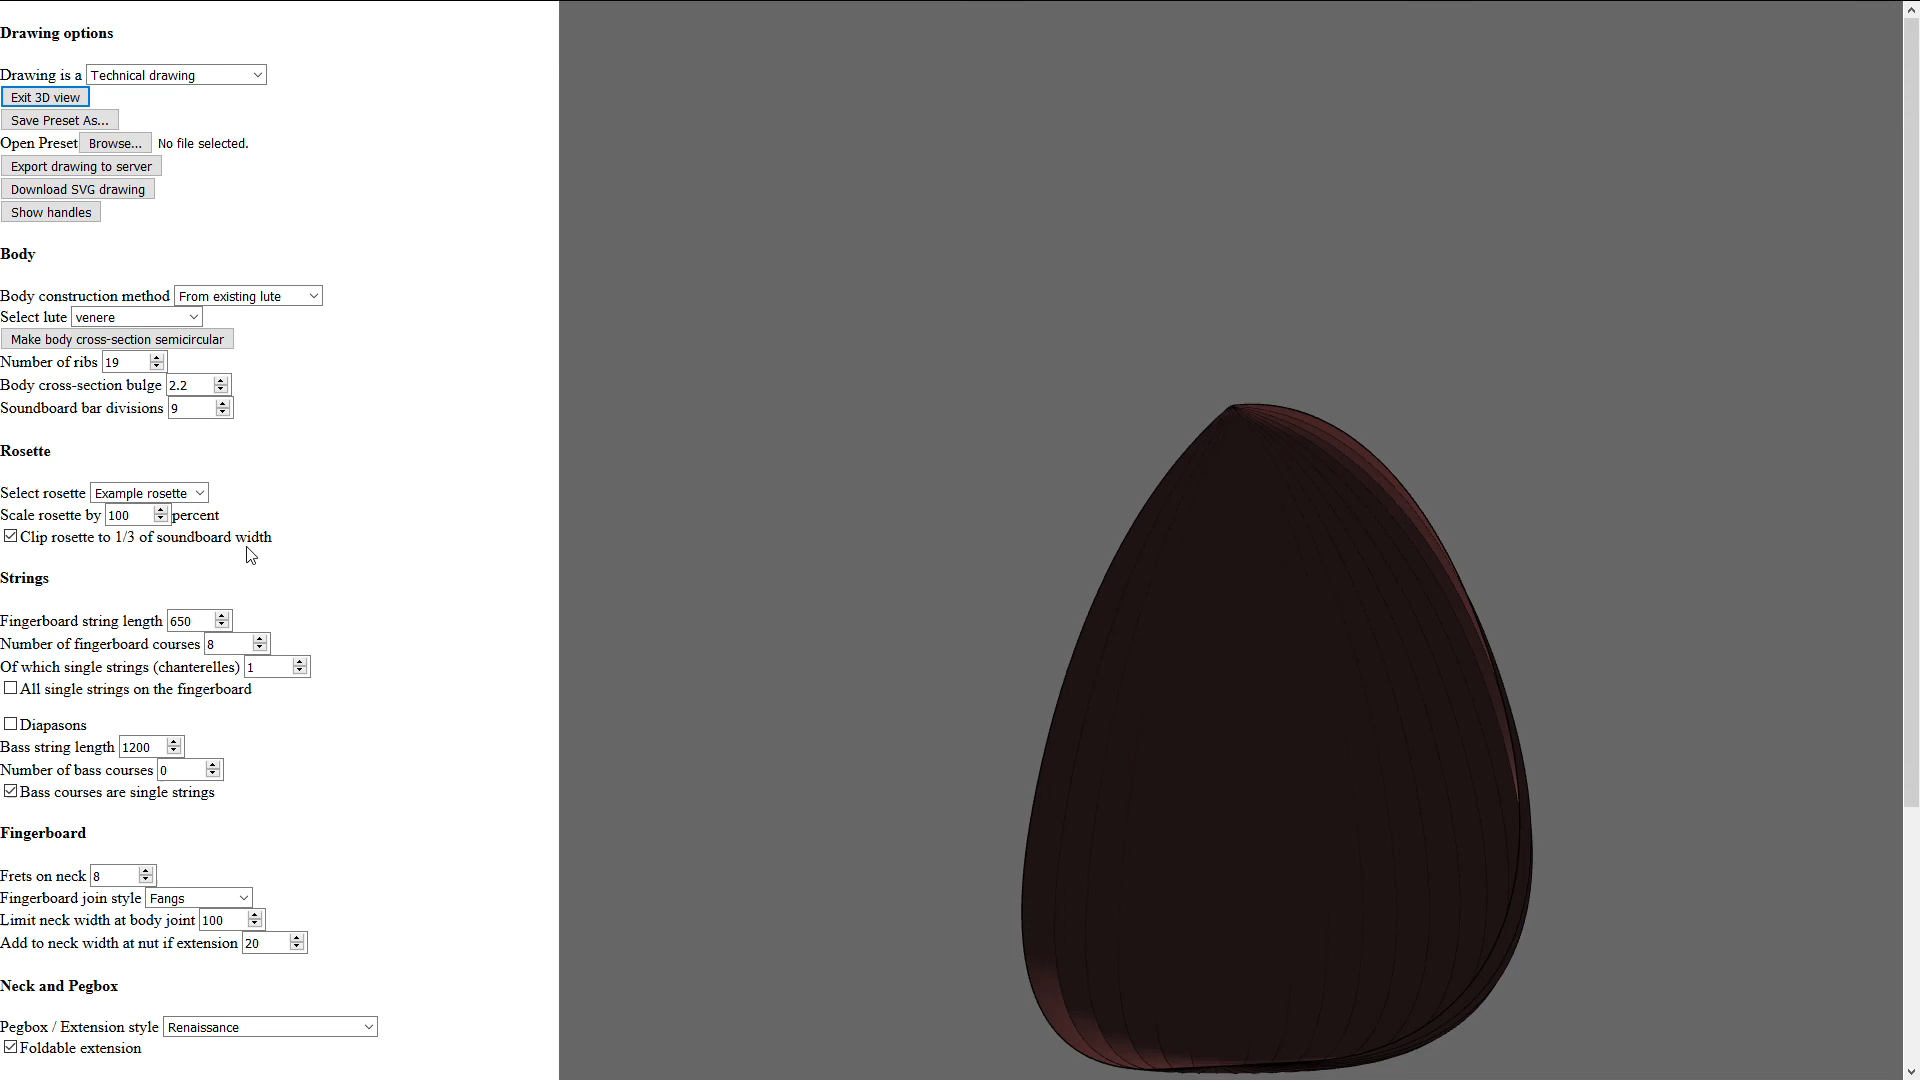 Drawing options
Drawing is a Technical drawing
Exit 3D view
Save Preset As...
Open Preset Browse... No file selected.
Export drawing to server
Download SVG drawing
Show handles
Body
Body construction method From existing lute
Select lute venere
Make body cross-section semicircular
Number of ribs 19
Body cross-section bulge 2.2
Soundboard bar divisions 9
Rosette
Select rosette Example rosette
Scale rosette by 100 percent
Clip rosette to 1/3 of soundboard width
Strings
Fingerboard string length 650
Number of fingerboard courses 8
Of which single strings (chanterelles) 1
All single strings on the fingerboard
Diapasons
Bass string length 1200
Number of bass courses 0
Bass courses are single strings
Fingerboard
Frets on neck 8
Fingerboard join style Fangs
Limit neck width at body joint 100
Add to neck width at nut if extension 20
Neck and Pegbox
Pegbox / Extension style Renaissance
Foldable extension